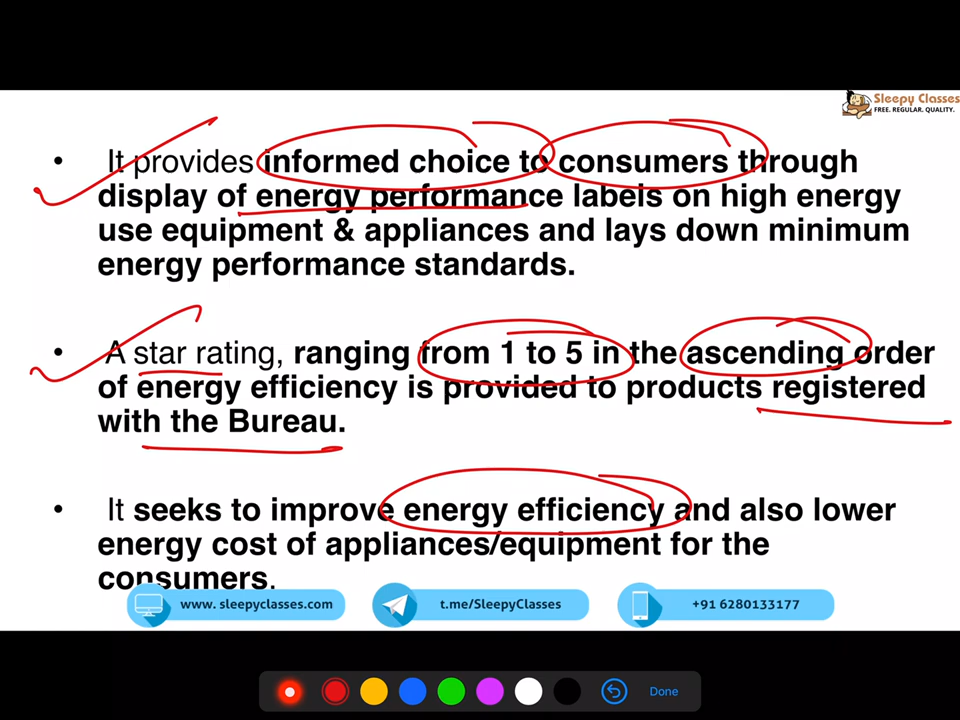 Sleepy Classes
FREE. REGULAR. QUALITY.
• It provides informed choice to consumers through
display of energy performance labels on high energy
use equipment & appliances and lays down minimum
energy performance standards.
• A star rating, ranging from 1 to 5 in the ascending order
of energy efficiency is provided to products registered
with the Bureau.
• It seeks to improve energy efficiency and also lower
energy cost of appliances/equipment for the
consumers.
www. sleepyclasses.com
t.me/SleepyClasses
+91 6280133177
Done